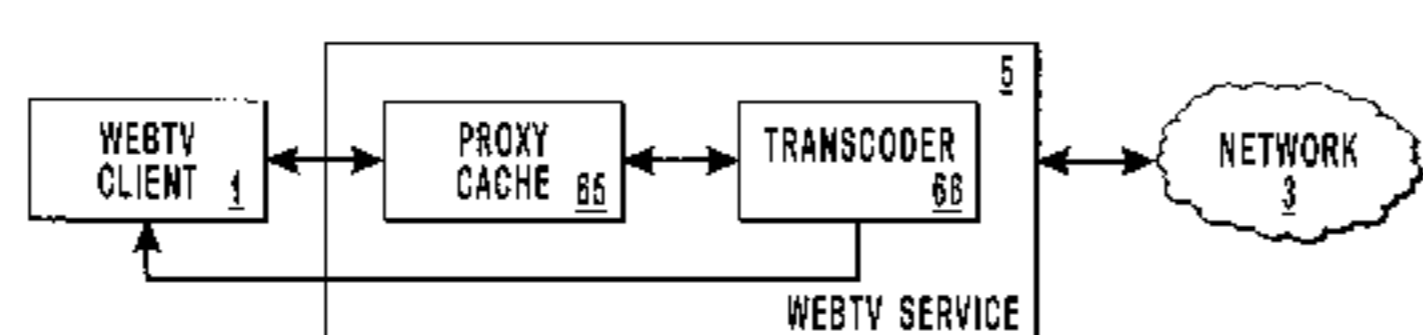 5
WEBTV
CLIENT 1
PROXY
CACHE 65
TRANSCODER
66
NETWORK
3
WEBTV SERVICE